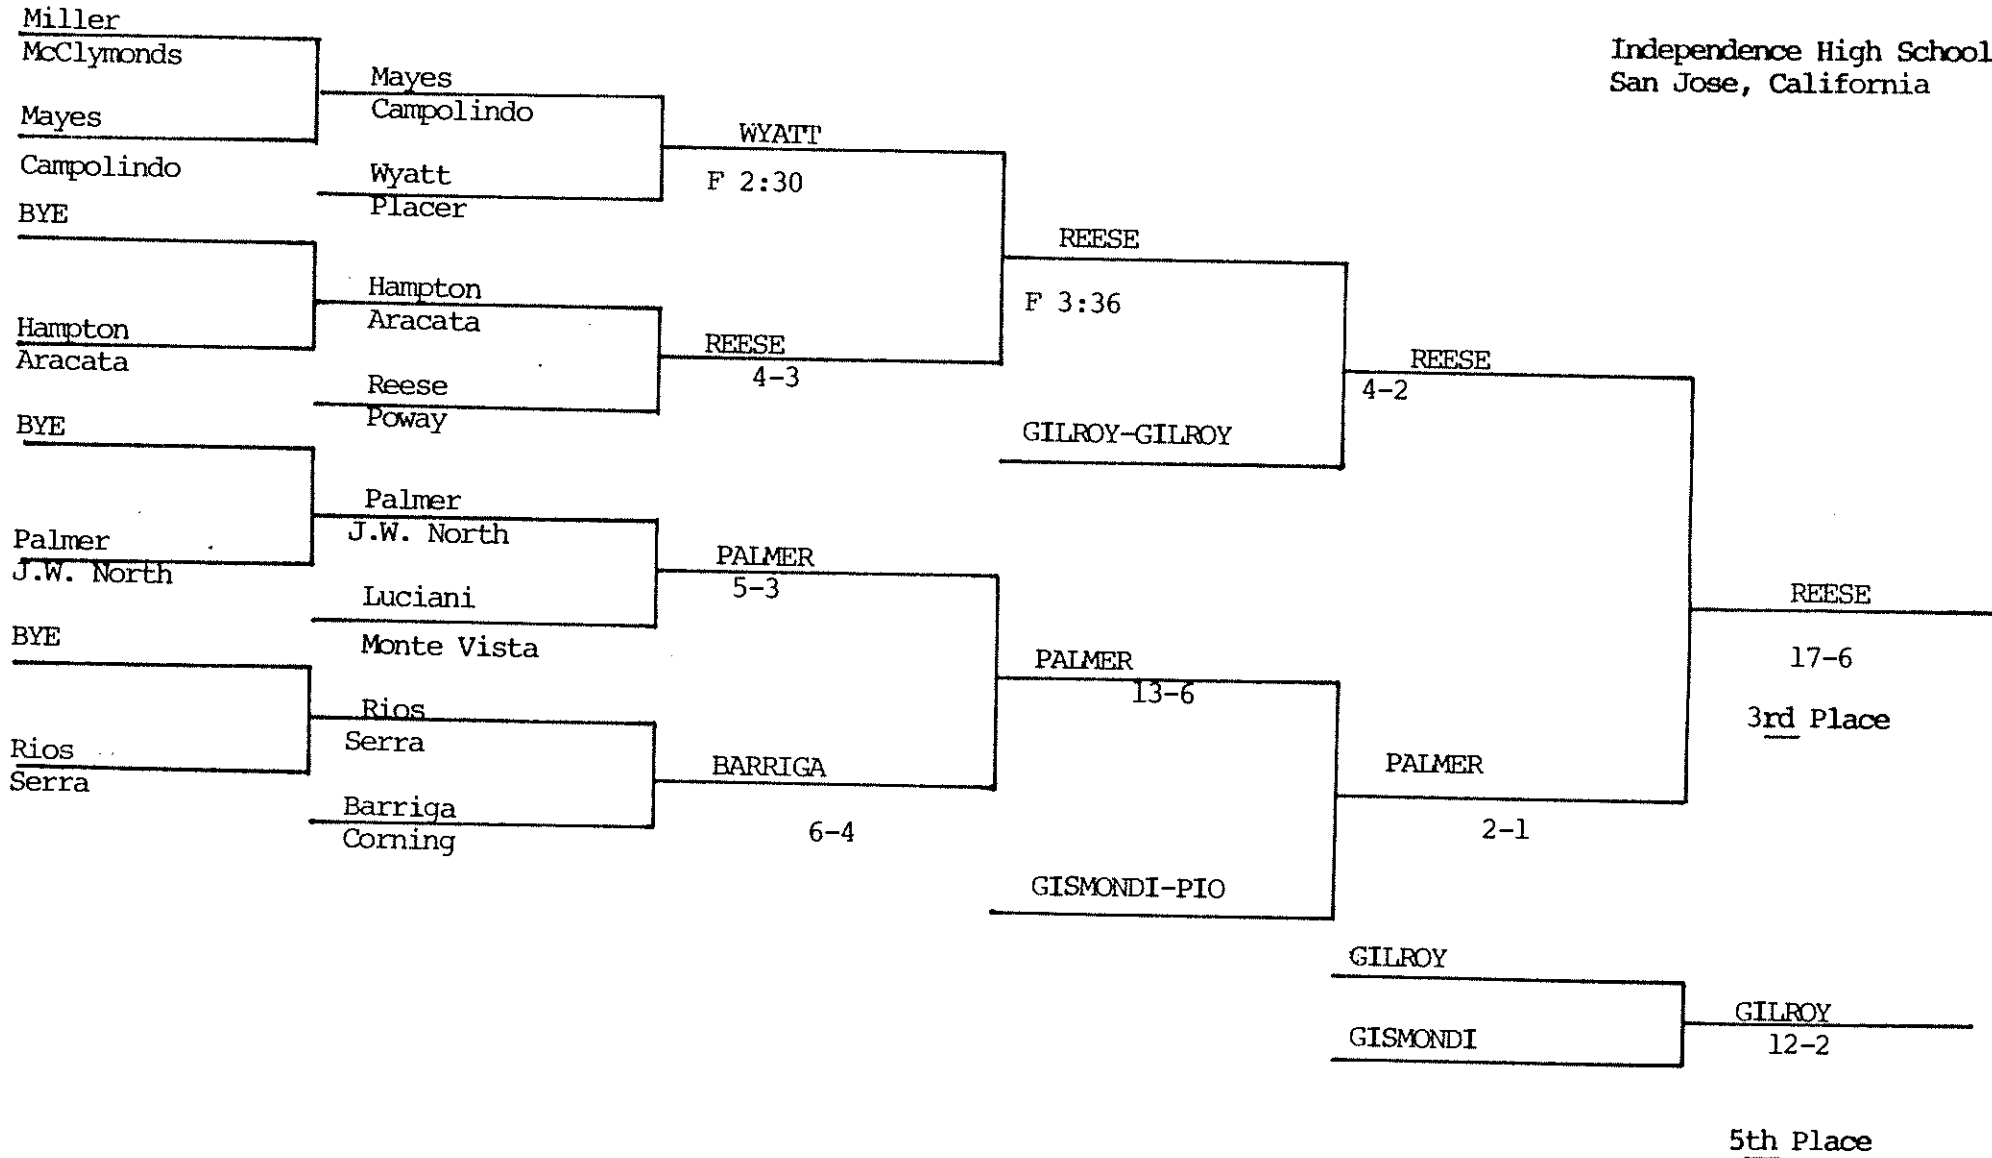 Independence High School
San Jose, California
Miller
McClymonds
Mayes
Campolindo
BYE
Hampton
Aracata
BYE
Palmer
J.W. North
BYE
Rios
Serra
Mayes
Campolindo
Wyatt
Placer
Hampton
Aracata
Reese
Poway
Palmer
J.W. North
Luciani
Monte Vista
Rios
Serra
Barriga
Corning
WYATT
F 2:30
REESE
4-3
PALMER
5-3
BARRIGA
6-4
REESE
F 3:36
GILROY-GILROY
PALMER
13-6
GISMONDI-PIO
REESE
4-2
PALMER
2-1
REESE
17-6
3rd Place
GILROY
GISMONDI
GILROY
12-2
5th Place